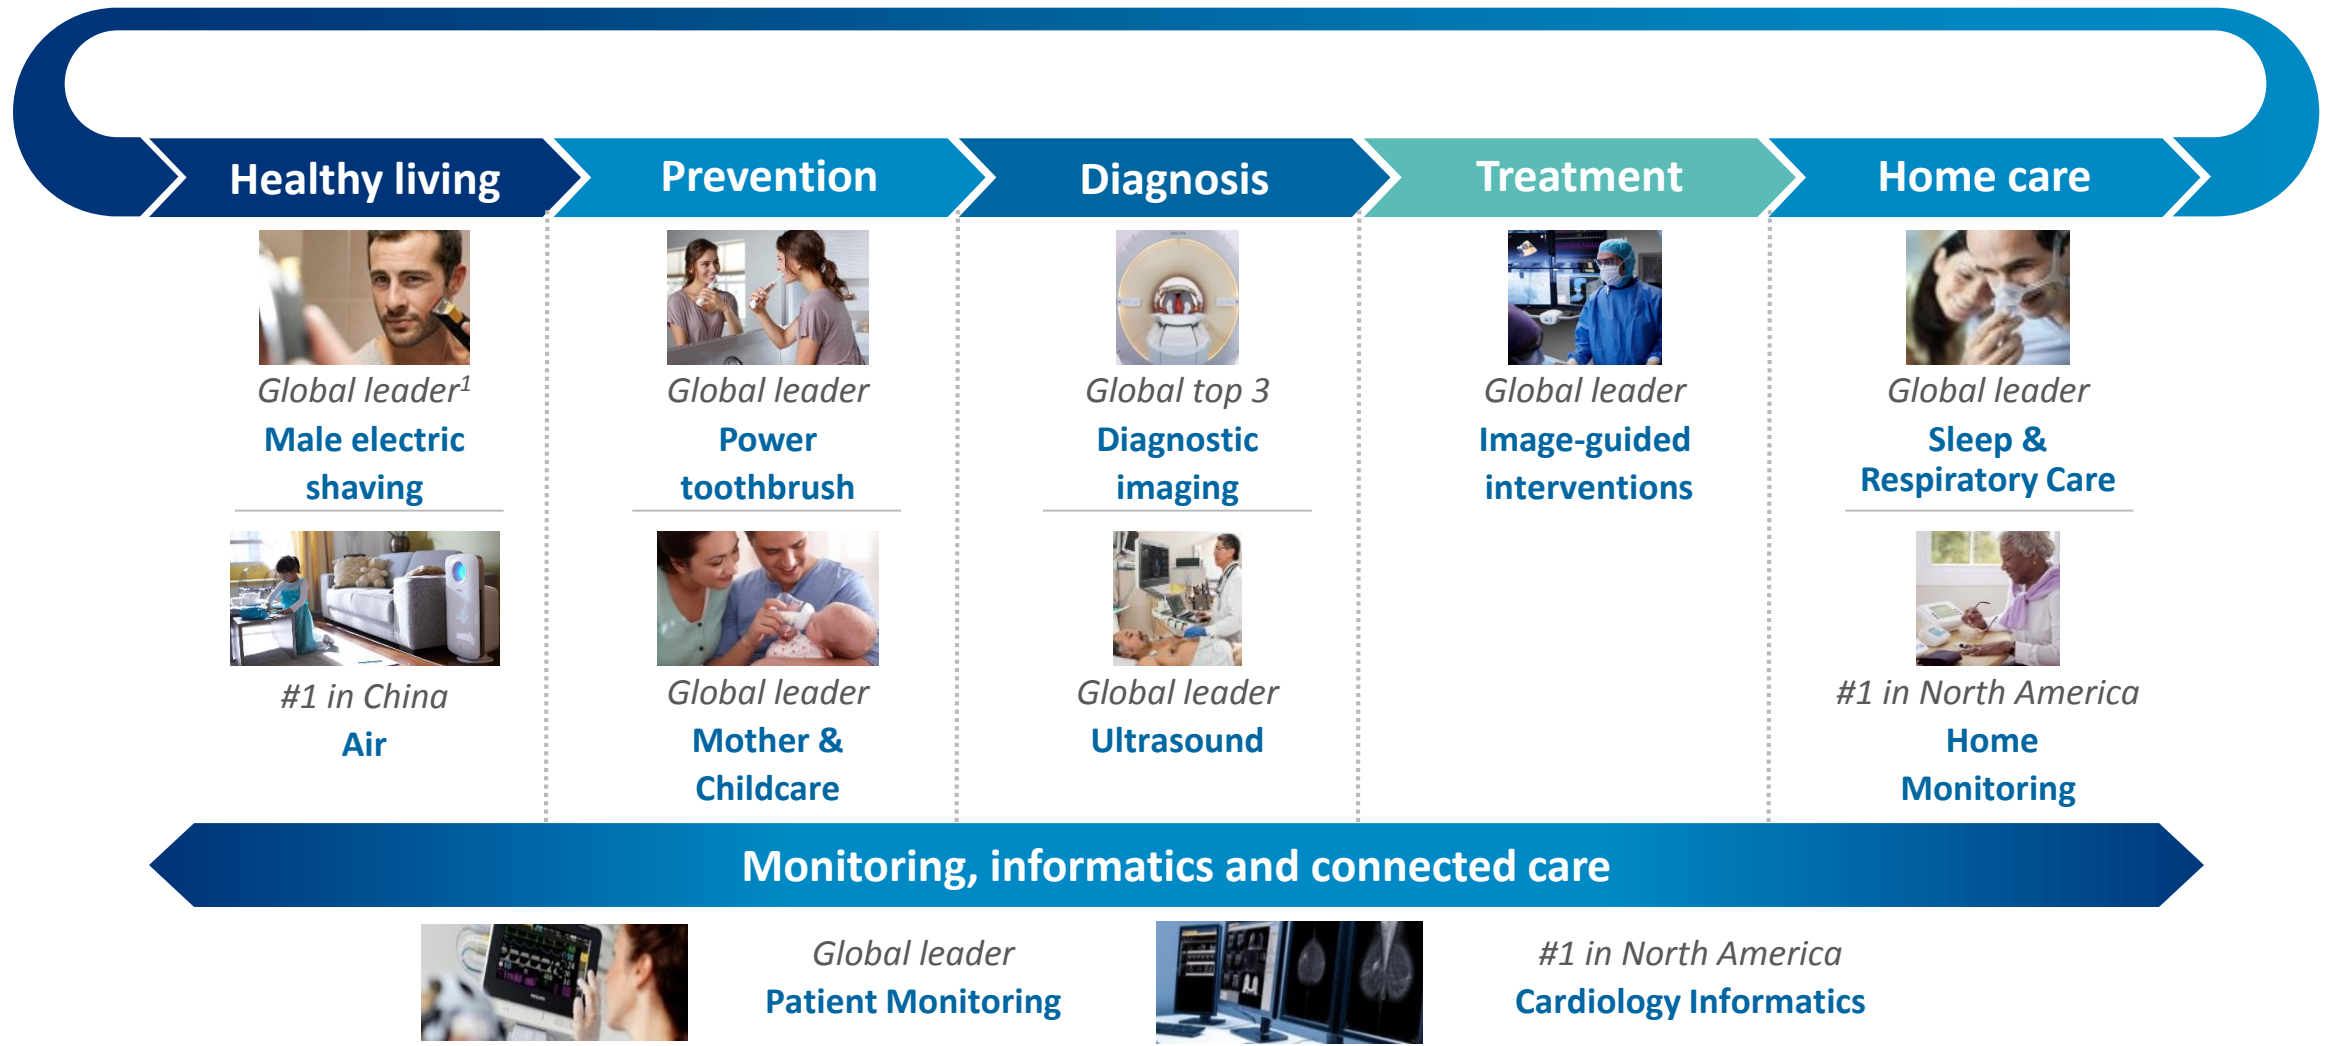 Healthy living
Prevention
Diagnosis
Treatment
Home care
Global leader¹
Male electric
shaving
#1 in China
Air
Global leader
Power
toothbrush
Global leader
Mother &
Childcare
Global top 3
Diagnostic
imaging
Global leader
Ultrasound
Global leader
Image-guided
interventions
Global leader
Sleep &
Respiratory Care
#1 in North America
Home
Monitoring
Monitoring, informatics and connected care
Global leader
Patient Monitoring
#1 in North America
Cardiology Informatics